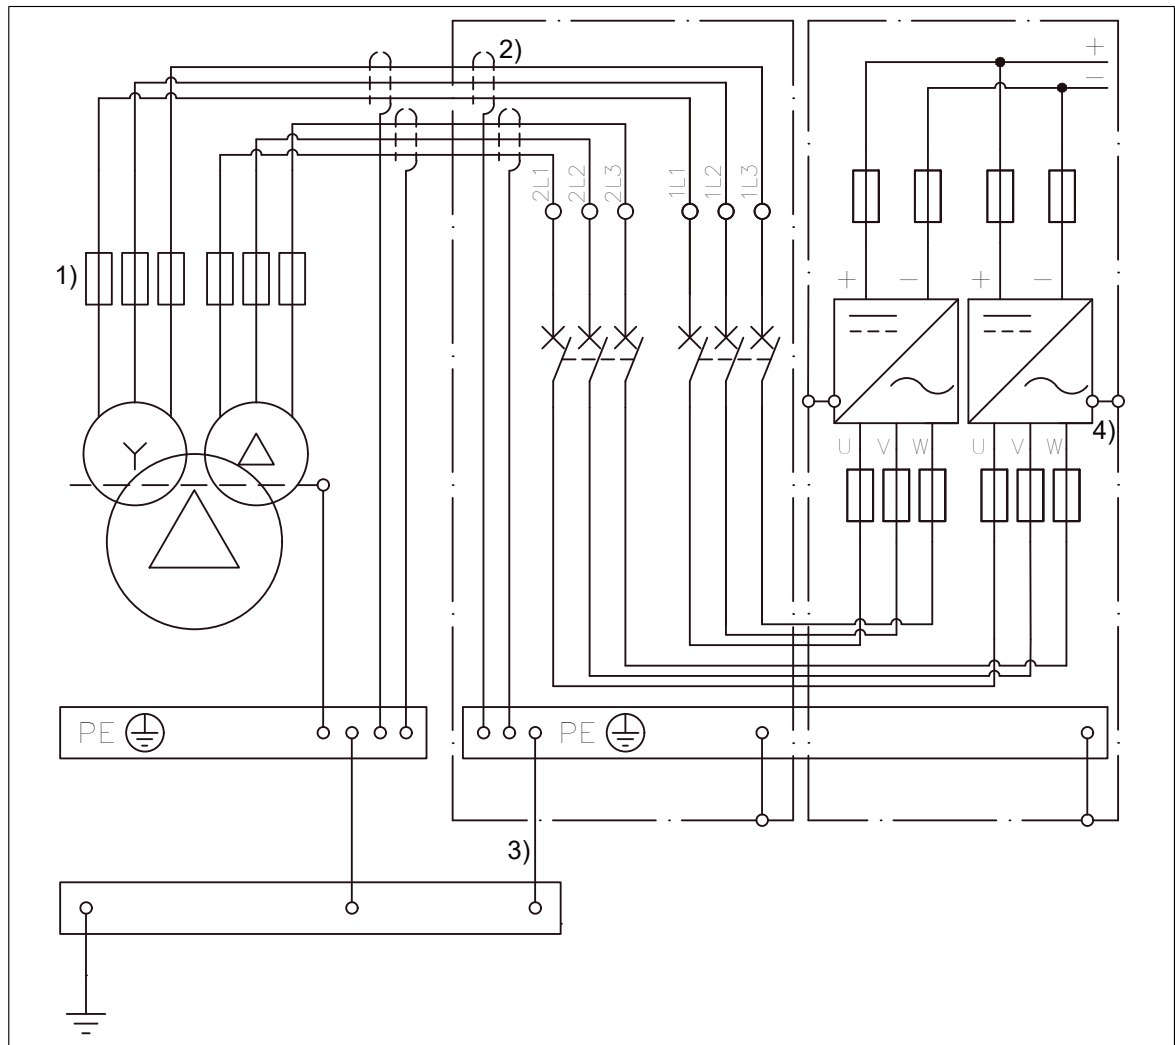 2)
+
−
2L1
2L2
2L3
1L1
1L2
1L3
1)
+
−
+
−
4)
U
V
W
U
V
W
PE
PE
3)